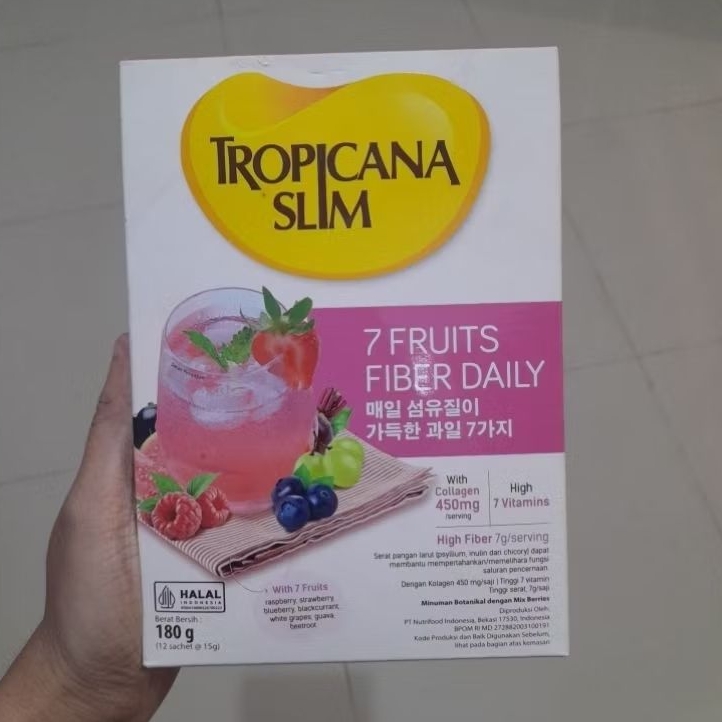 TROPICANA
SLIM
7 FRUITS
FIBER DAILY
매일 섬유질이
가득한 과일 7가지
With
Collagen
450mg
/serving
High
7 Vitamins
High Fiber 7g/serving
Serat pangan larut (psyllium, inulin dari chicory) dapat
membantu mempertahankan/memelihara fungsi
saluran pencernaan.
Dengan Kolagen 450 mg/saji | Tinggi 7 vitamin
Tinggi serat, 7g/saji
Minuman Botanikal dengan Mix Berries
Diproduksi Oleh:
PT Nutrifood Indonesia, Bekasi 17530, Indonesia
BPOM RI MD 272882003100191
Kode Produksi dan Baik Digunakan Sebelum,
lihat pada bagian atas kemasan
With 7 Fruits
raspberry, strawberry,
blueberry, blackcurrant,
white grapes, guava,
beetroot
HALAL
INDONESIA
Berat Bersih :
180 g
(12 sachet @ 15g)